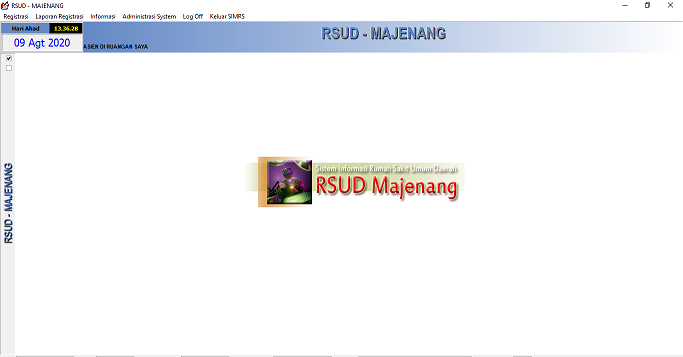 RSUD - MAJENANG
Registrasi Laporan Registrasi Informasi Administrasi System Log Off Keluar SIMRS
Hari Ahad 13.36.28
RSUD - MAJENANG
09 Agt 2020
ASIEN DI RUANGAN SAYA
Sistem Informasi Rumah Sakit Umum Daerah
RSUD Majenang
RSUD - MAJENANG